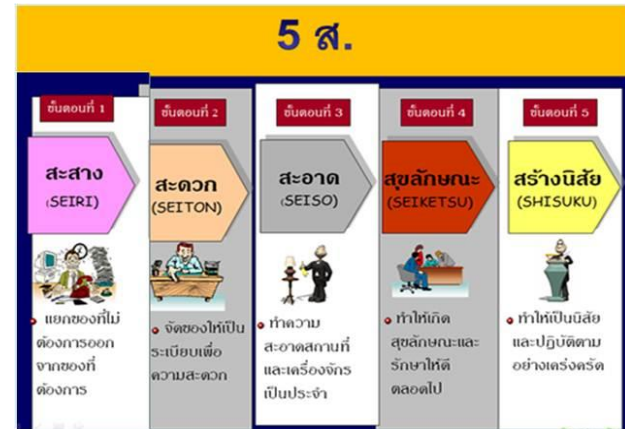 5 ส.
ขั้นตอนที่ 1
สะสาง
(SEIRI)
แยกของที่ไม่
ต้องการออก
จากของที่
ต้องการ
ขั้นตอนที่ 2
สะดวก
(SEITON)
จัดของให้เป็น
ระเบียบเพื่อ
ความสะดวก
ขั้นตอนที่ 3
สะอาด
(SEISO)
ทำความ
สะอาดสถานที่
และเครื่องจักร
เป็นประจำ
ขั้นตอนที่ 4
สุขลักษณะ
(SEIKETSU)
ทำให้เกิด
สุขลักษณะและ
รักษาให้ดี
ตลอดไป
ขั้นตอนที่ 5
สร้างนิสัย
(SHISUKU)
ทำให้เป็นนิสัย
และปฏิบัติตาม
อย่างเคร่งครัด